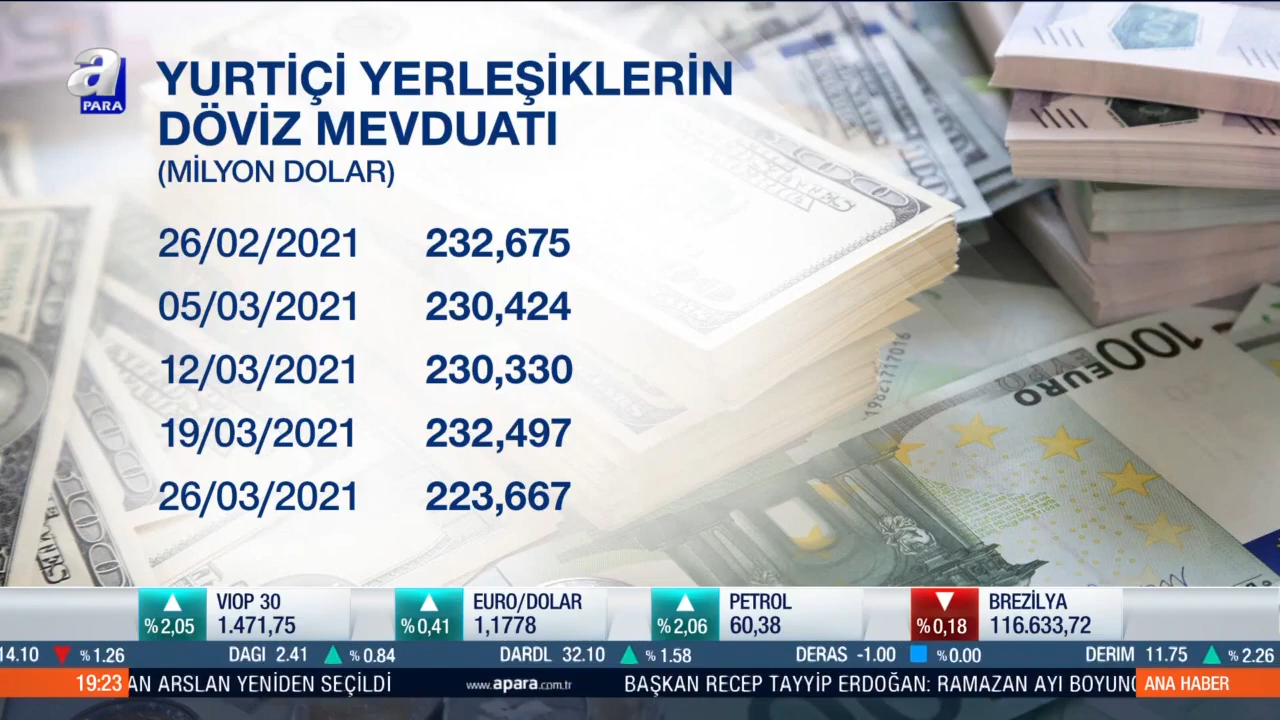 a
PARA
YURTİÇİ YERLEŞİKLERİN
DÖVİZ MEVDUATI
(MİLYON DOLAR)
26/02/2021 232,675
05/03/2021 230,424
12/03/2021 230,330
19/03/2021 232,497
26/03/2021 223,667
100 EURO
19821717016
%2,05 VIOP 30 1.471,75
%0,41 EURO/DOLAR 1,1778
%2,06 PETROL 60,38
%0,18 BREZİLYA 116.633,72
14.10 %1.26 DAGI 2.41 %0.84 DARDL 32.10 %1.58 DERAS -1.00 %0.00 DERIM 11.75 %2.26
19:23 AN ARSLAN YENİDEN SEÇİLDİ www.apara.com.tr BAŞKAN RECEP TAYYİP ERDOĞAN: RAMAZAN AYI BOYUNC ANA HABER